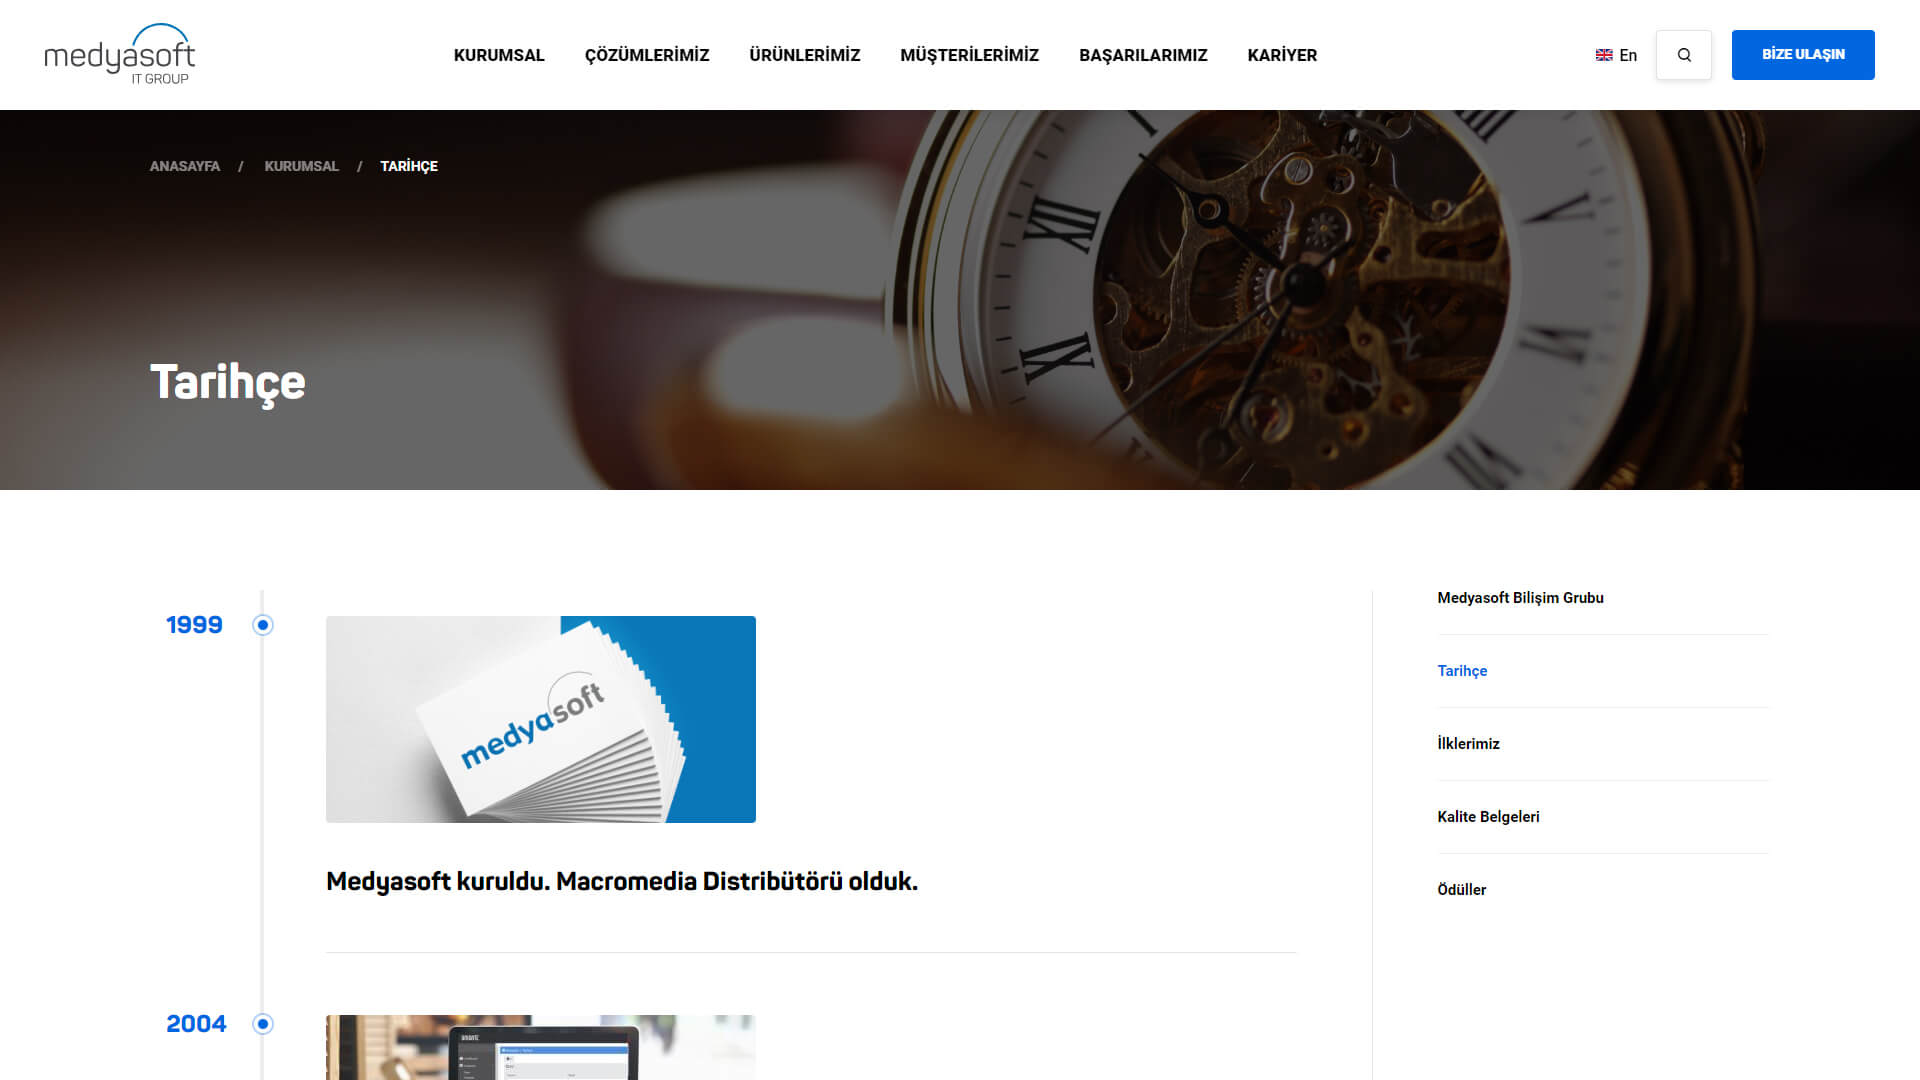 medyasoft
IT GROUP
KURUMSAL
ÇÖZÜMLERİMİZ
ÜRÜNLERİMİZ
MÜŞTERİLERİMİZ
BAŞARILARIMIZ
KARİYER
En
BİZE ULAŞIN
ANASAYFA / KURUMSAL / TARİHÇE
Tarihçe
1999
medyasoft
Medyasoft kuruldu. Macromedia Distribütörü olduk.
2004
Medyasoft Bilişim Grubu
Tarihçe
İlklerimiz
Kalite Belgeleri
Ödüller